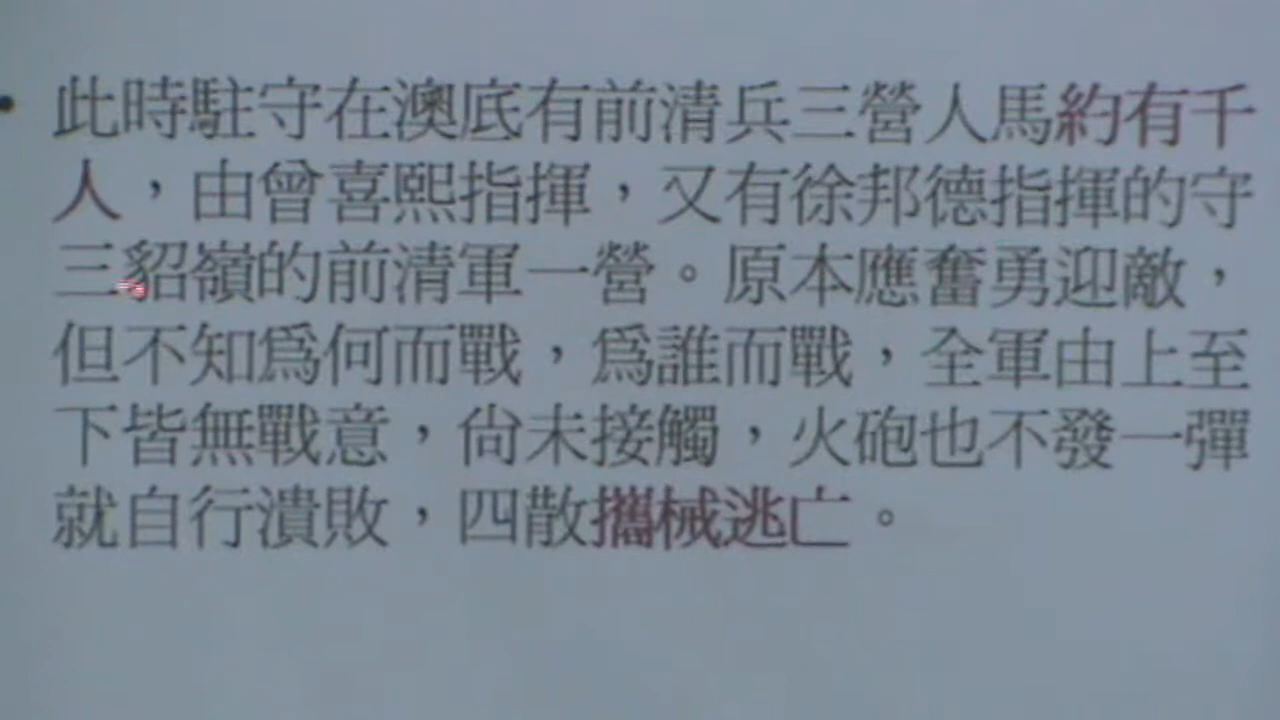 • 此時駐守在澳底有前清兵三營人馬約有千
人，由曾喜熙指揮，又有徐邦德指揮的守
三貂嶺的前清軍一營。原本應奮勇迎敵，
但不知為何而戰，為誰而戰，全軍由上至
下皆無戰意，尚未接觸，火砲也不發一彈
就自行潰敗，四散攜械逃亡。